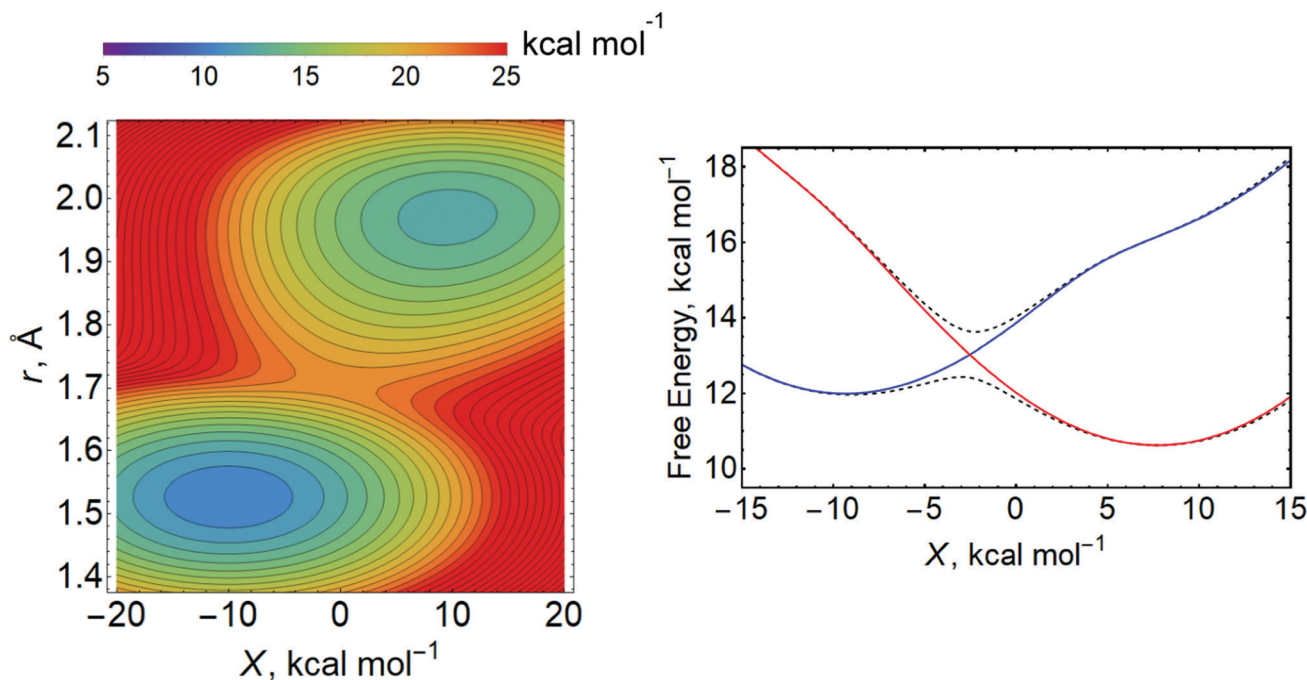 kcal mol⁻¹
5 10 15 20 25
2.1
2.0
1.9
1.8
1.7
1.6
1.5
1.4
r, Å
−20 −10 0 10 20
X, kcal mol⁻¹
18
16
14
12
10
Free Energy, kcal mol⁻¹
−15 −10 −5 0 5 10 15
X, kcal mol⁻¹